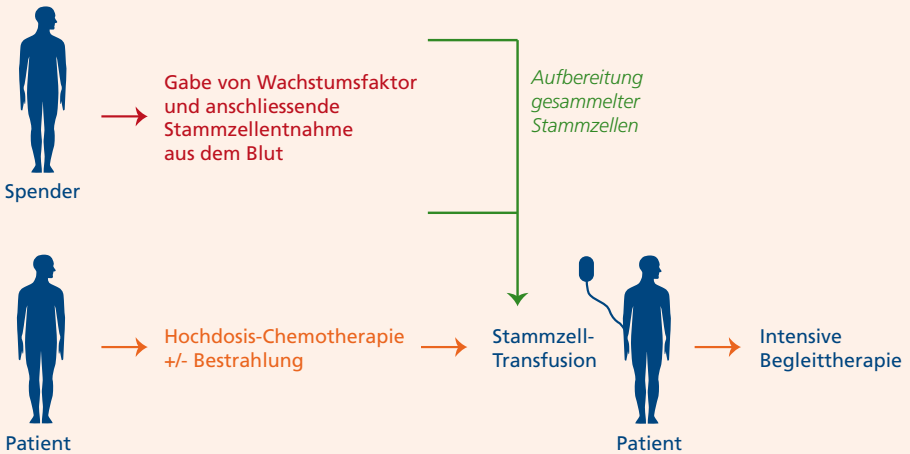 Gabe von Wachstumsfaktor
und anschliessende
Stammzellentnahme
aus dem Blut
Aufbereitung
gesammelter
Stammzellen
Spender
Hochdosis-Chemotherapie
+/- Bestrahlung
Stammzell-
Transfusion
Intensive
Begleittherapie
Patient
Patient